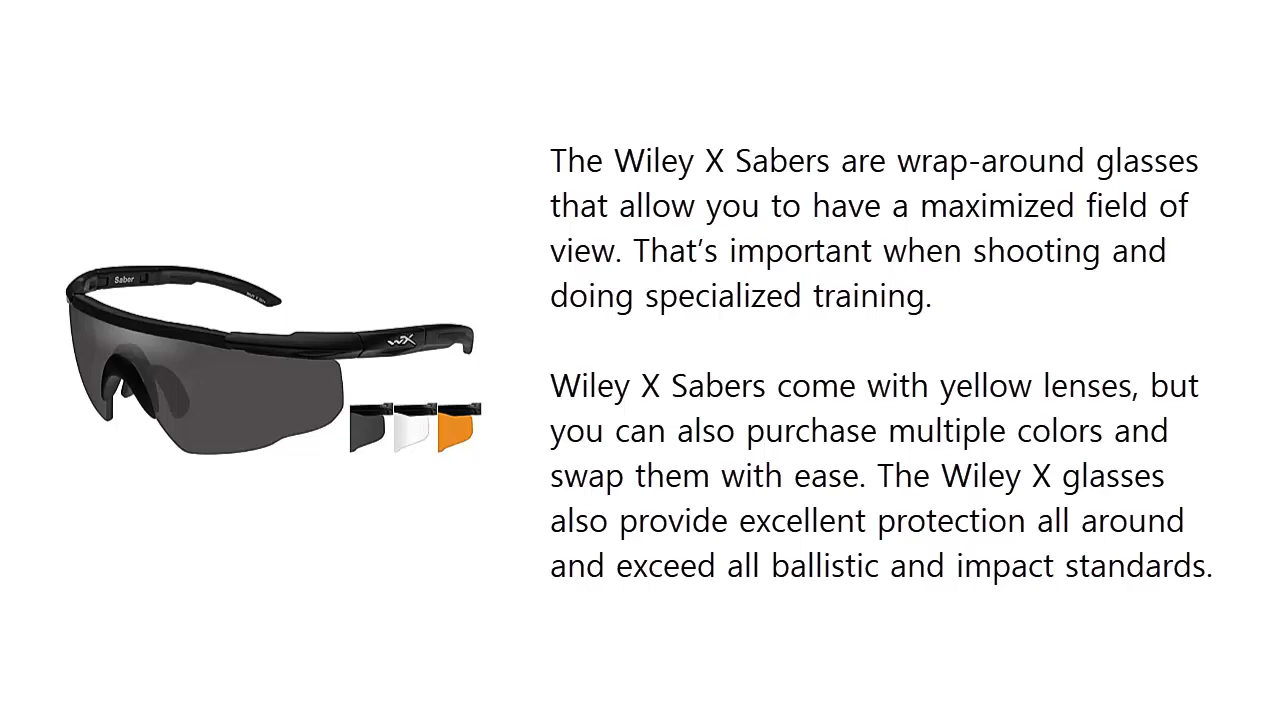 The Wiley X Sabers are wrap-around glasses
that allow you to have a maximized field of
view. That’s important when shooting and
doing specialized training.
Wiley X Sabers come with yellow lenses, but
you can also purchase multiple colors and
swap them with ease. The Wiley X glasses
also provide excellent protection all around
and exceed all ballistic and impact standards.
Saber
WX